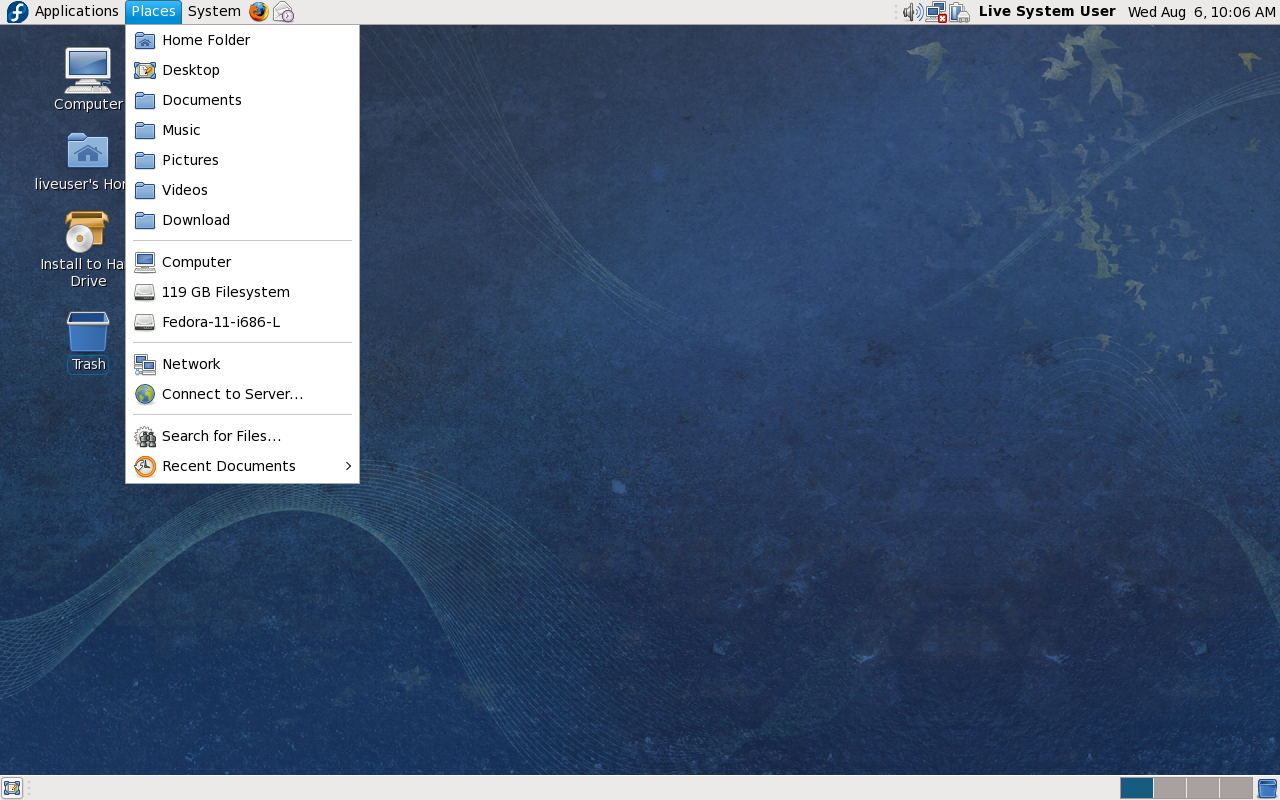 Applications Places System Live System User Wed Aug 6, 10:06 AM
Home Folder
Desktop
Documents
Music
Pictures
Videos
Download
Computer
119 GB Filesystem
Fedora-11-i686-L
Network
Connect to Server...
Search for Files...
Recent Documents
Computer
liveuser's Hor
Install to Ha
Drive
Trash